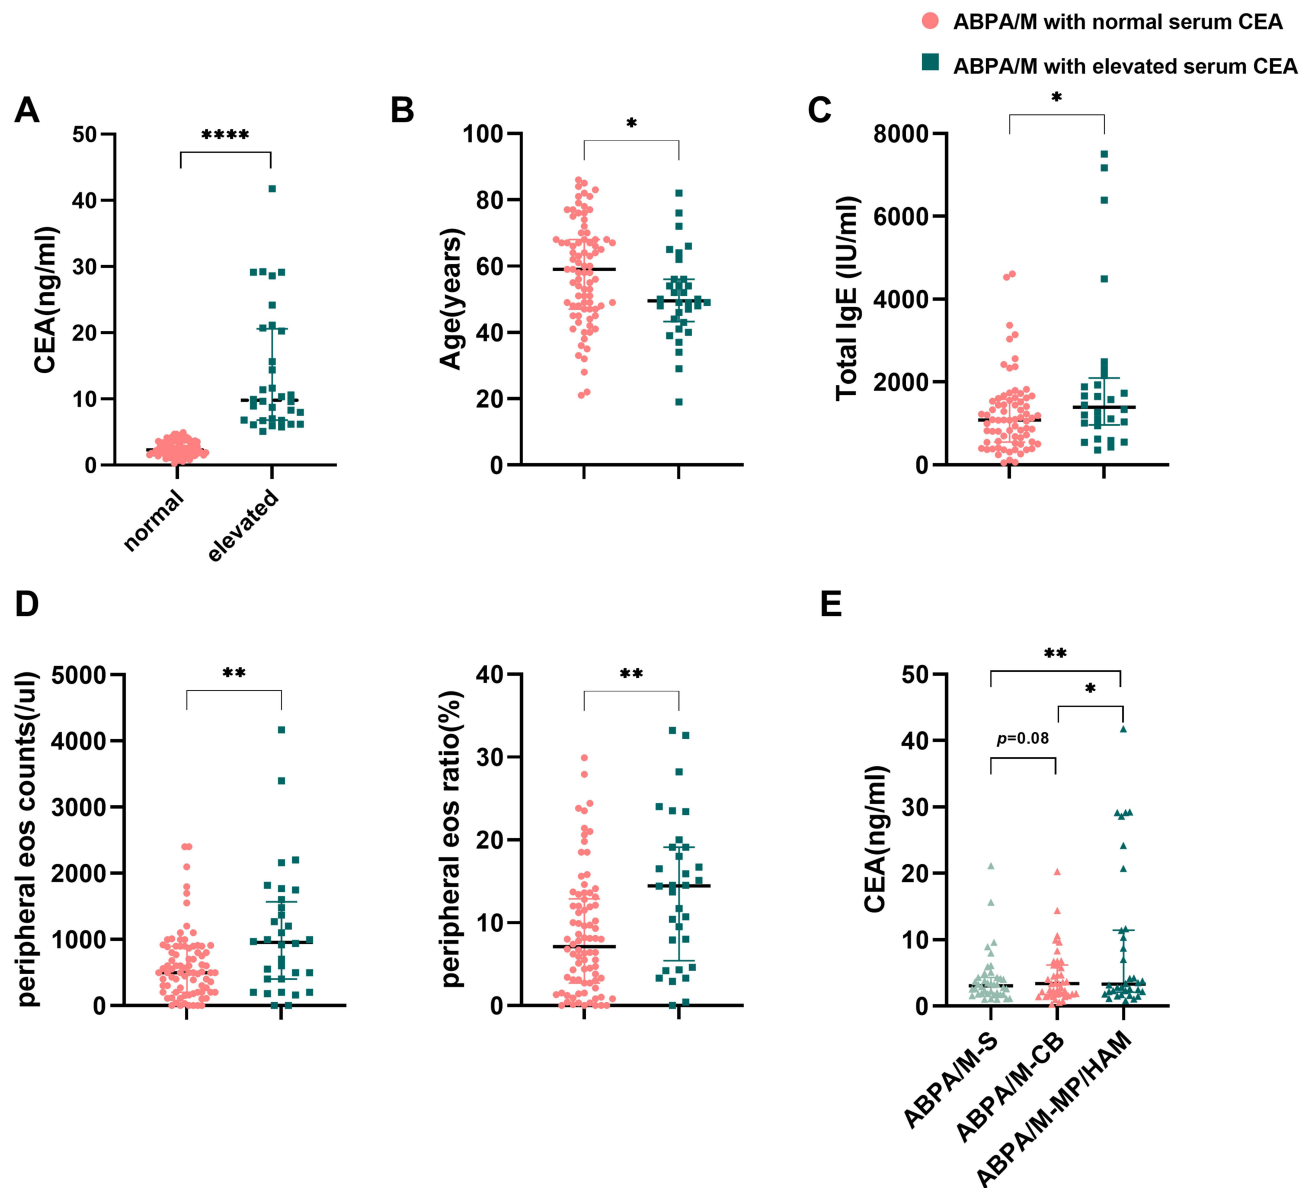 ABPA/M with normal serum CEA
ABPA/M with elevated serum CEA
A
****
CEA(ng/ml)
50
40
30
20
10
0
normal
elevated
B
*
Age(years)
100
80
60
40
20
0
C
*
Total IgE (IU/ml)
8000
6000
4000
2000
0
D
**
peripheral eos counts(/ul)
5000
4000
3000
2000
1000
0
**
peripheral eos ratio(%)
40
30
20
10
0
E
**
*
p=0.08
CEA(ng/ml)
50
40
30
20
10
0
ABPA/M-S
ABPA/M-CB
ABPA/M-MP/HAM